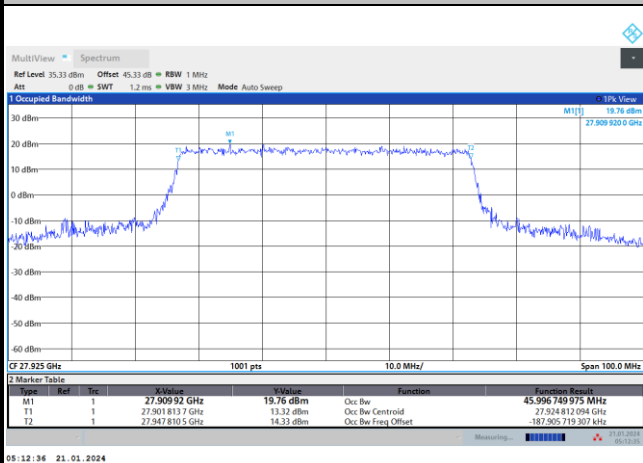 MultiView Spectrum
Ref Level 35.33 dBm Offset 45.33 dB RBW 1 MHz
Att 0 dB SWT 1.2 ms VBW 3 MHz Mode Auto Sweep
1 Occupied Bandwidth 1Pk View
M1[1] 19.76 dBm
27.909 920 0 GHz
30 dBm
M1
20 dBm
T1 T2
10 dBm
0 dBm
-10 dBm
-20 dBm
-30 dBm
-40 dBm
-50 dBm
-60 dBm
CF 27.925 GHz 1001 pts 10.0 MHz/ Span 100.0 MHz
2 Marker Table
Type Ref Trc X-Value Y-Value Function Function Result
M1 1 27.909 92 GHz 19.76 dBm Occ Bw 45.996 749 975 MHz
T1 1 27.901 813 7 GHz 13.32 dBm Occ Bw Centroid 27.924 812 094 GHz
T2 1 27.947 810 5 GHz 14.33 dBm Occ Bw Freq Offset -187.905 719 307 kHz
Measuring... 21.01.2024
05:12:35
05:12:36 21.01.2024